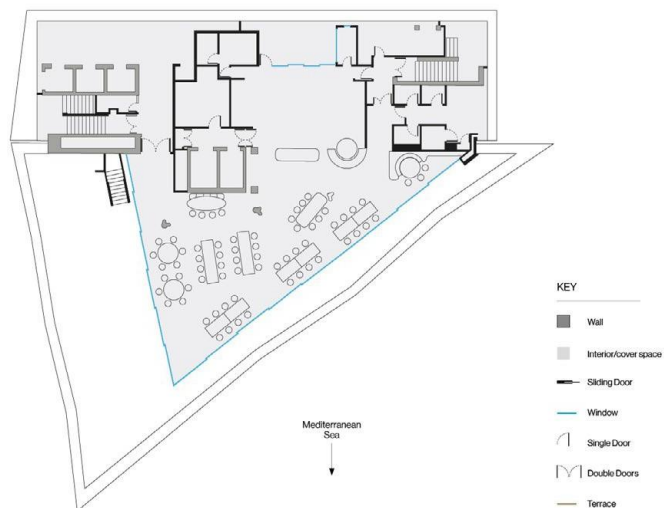 KEY
Wall
Interior/cover space
Sliding Door
Window
Mediterranean
Sea
Single Door
Double Doors
Terrace